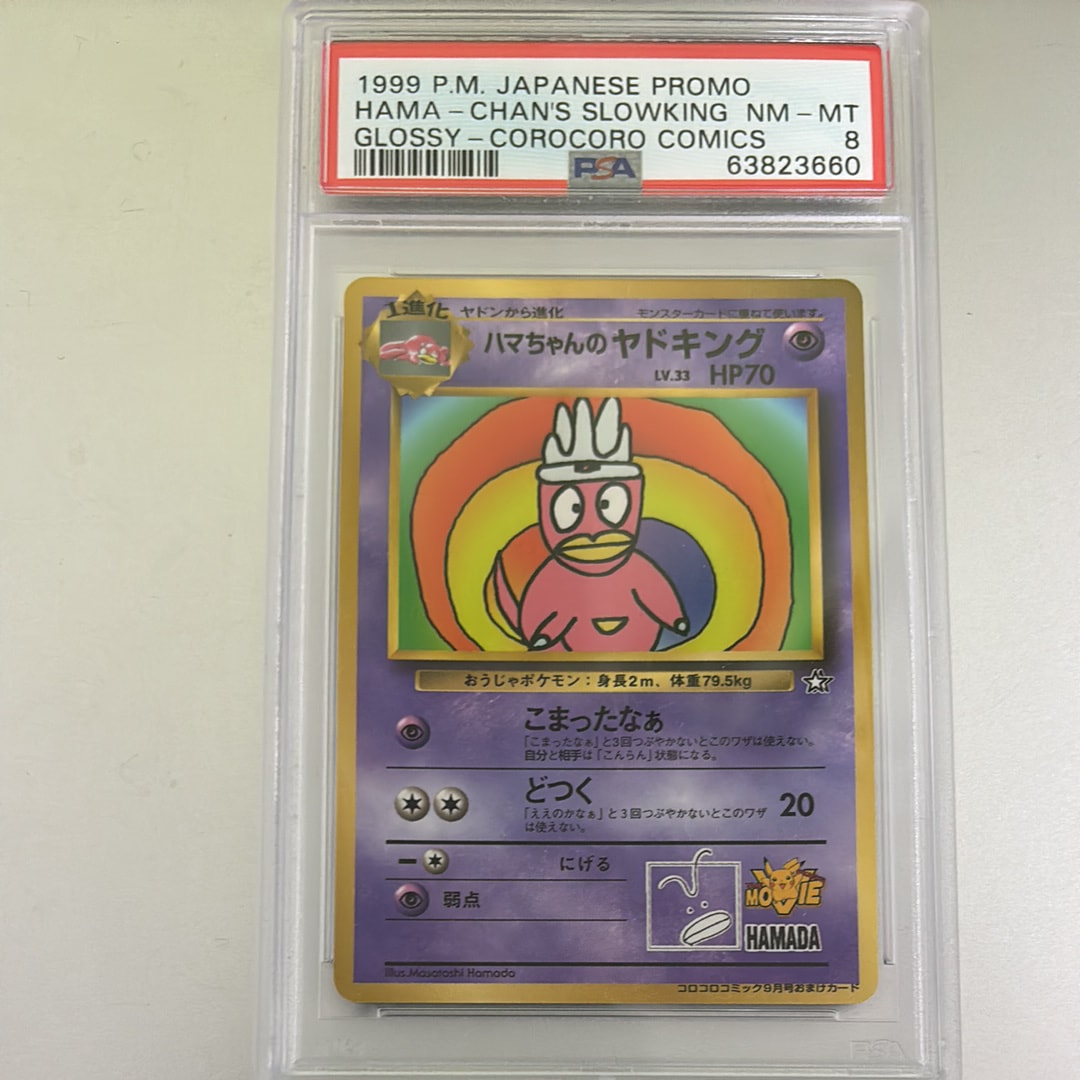 1999 P.M. JAPANESE PROMO
HAMA-CHAN'S SLOWKING NM-MT
GLOSSY-COROCORO COMICS 8
PSA 63823660
1進化 ヤドンから進化 モンスターカードに重ねて使います。
ハマちゃんのヤドキング
LV.33 HP70
おうじゃポケモン：身長2m、体重79.5kg
こまったなぁ
「こまったなぁ」と3回つぶやかないとこのワザは使えない。
自分と相手は「こんらん」状態になる。
どつく 20
「ええのかなぁ」と3回つぶやかないとこのワザ
は使えない。
にげる
弱点
MOVIE
HAMADA
Illus.Masatoshi Hamada
コロコロコミック9月号おまけカード
PSA